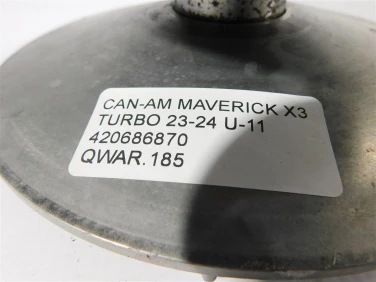 CAN-AM MAVERICK X3
TURBO 23-24 U-11
420686870
QWAR.185